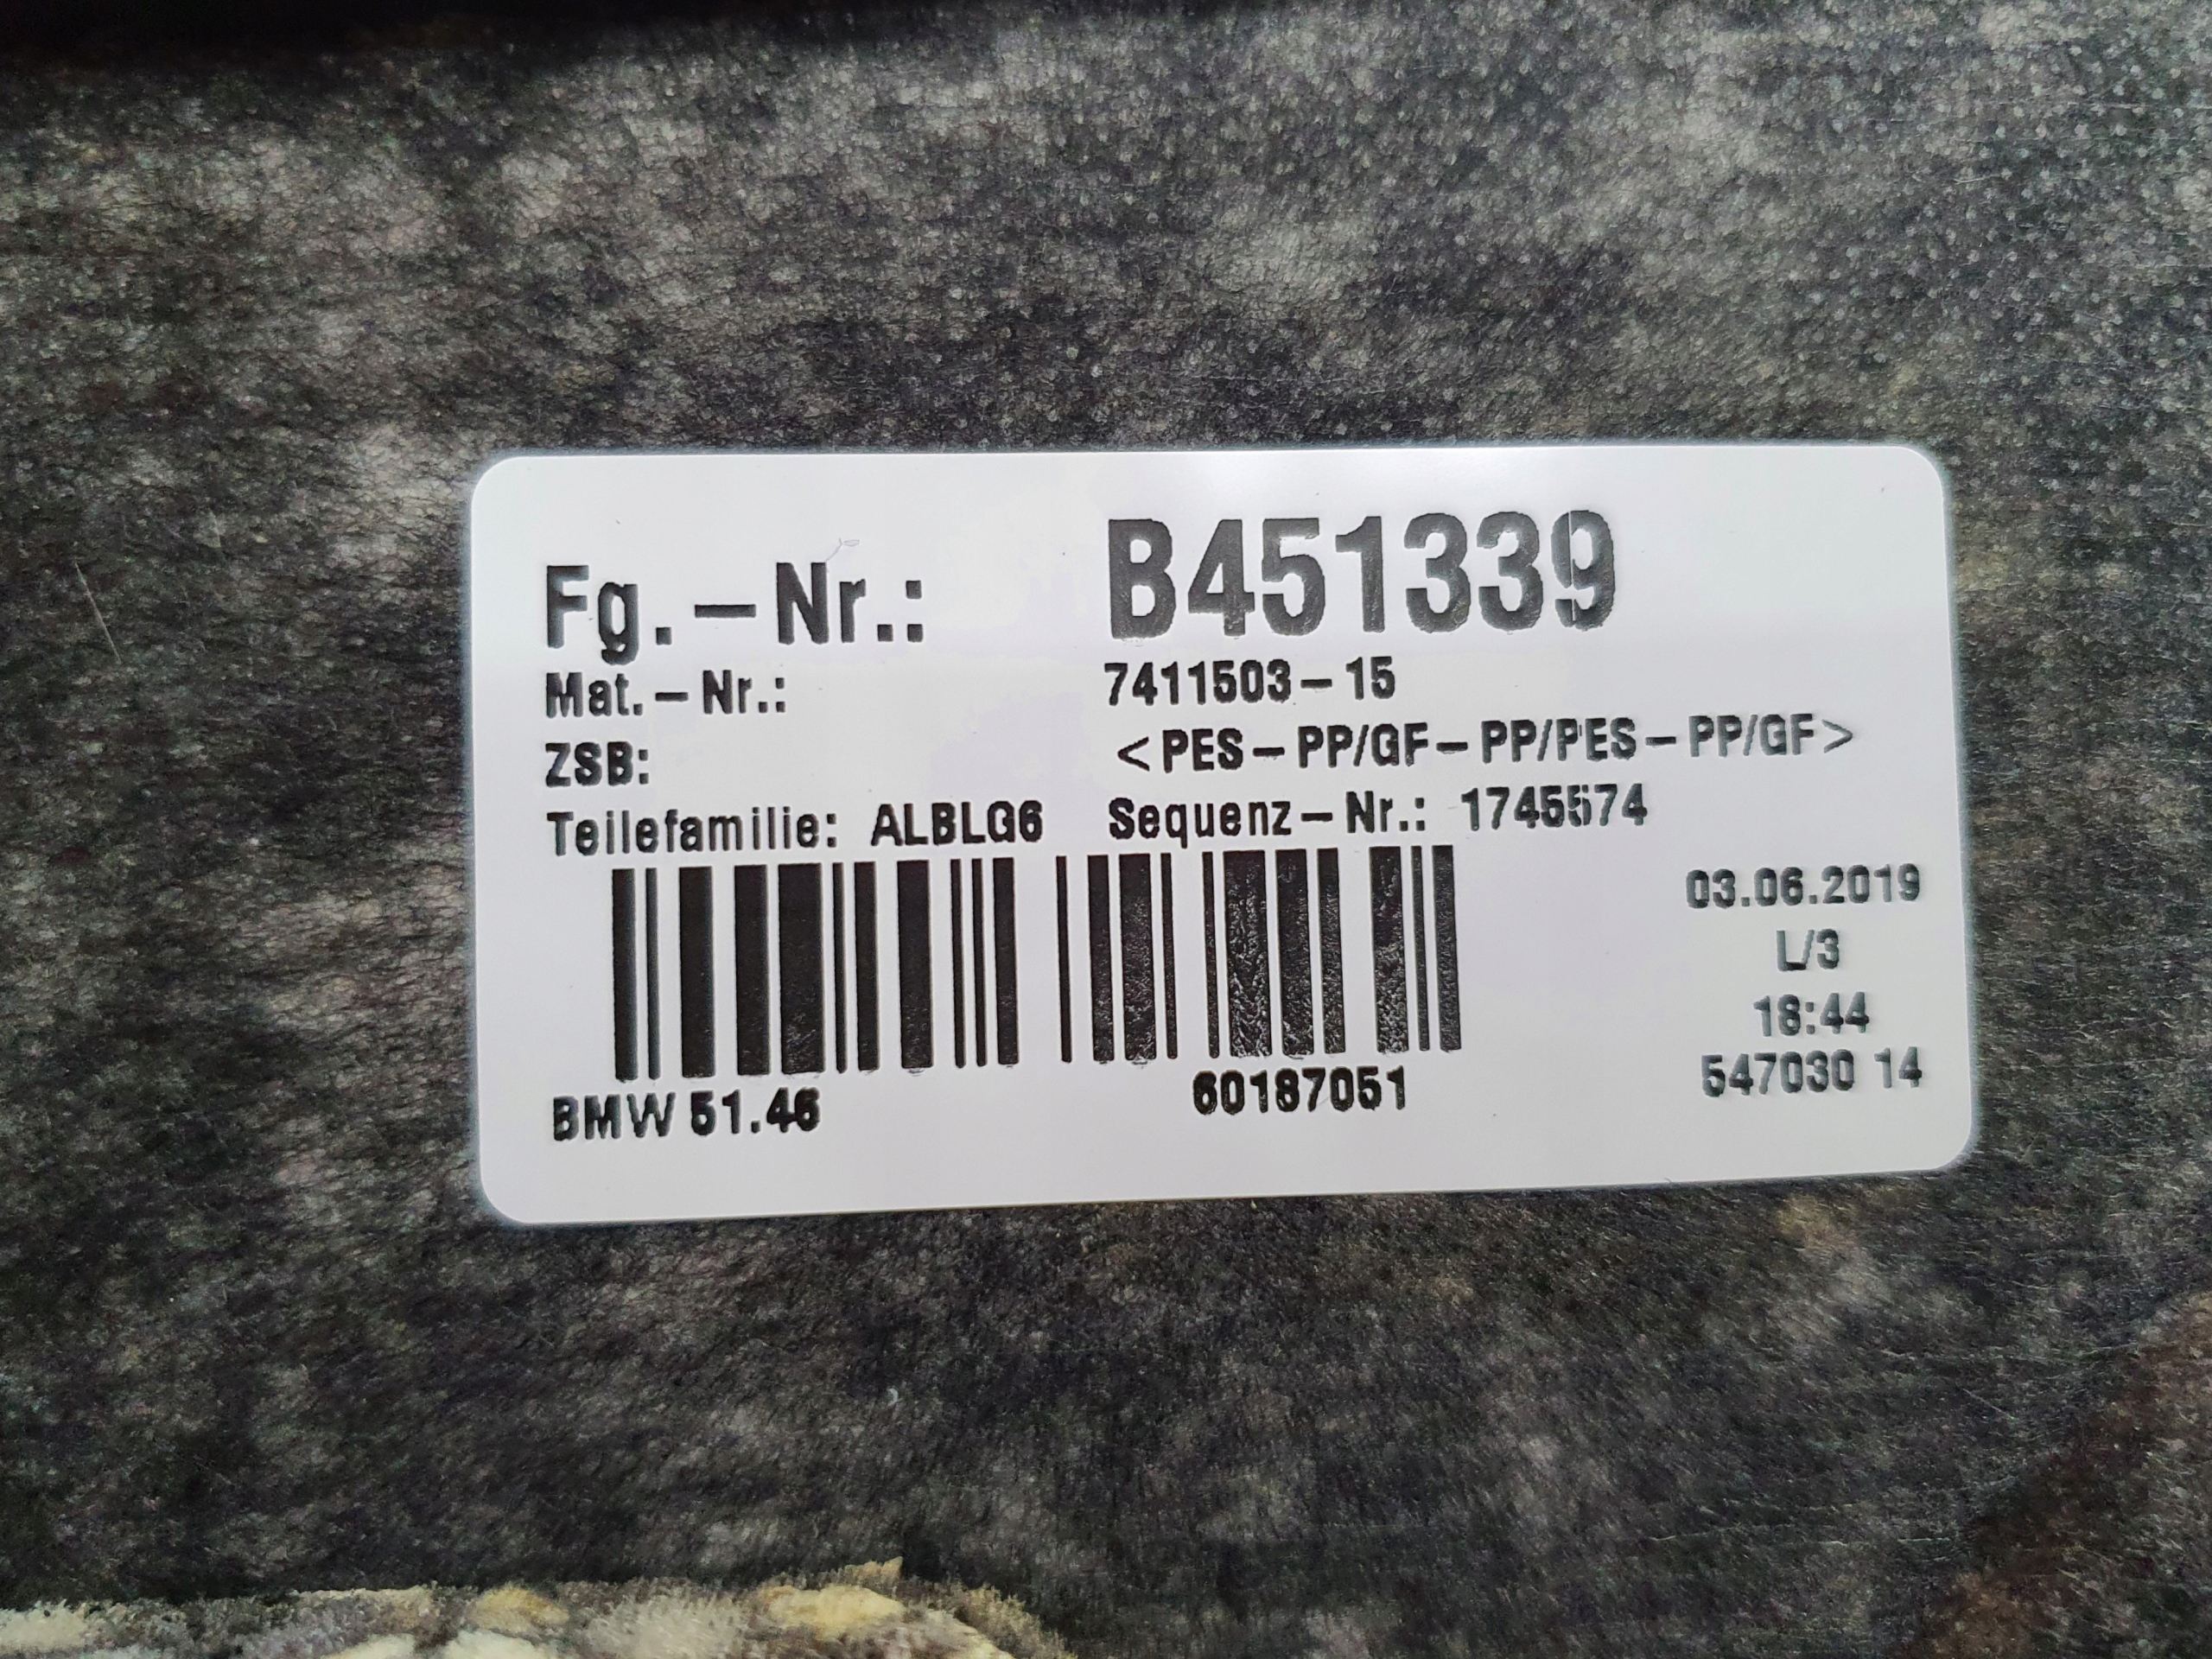 Fg.-Nr.: B451339
Mat.-Nr.: 7411503-15
ZSB: <PES-PP/GF-PP/PES-PP/GF>
Teilefamilie: ALBLG6 Sequenz-Nr.: 1745574
03.06.2019
L/3
18:44
547030 14
BMW 51.46 60187051